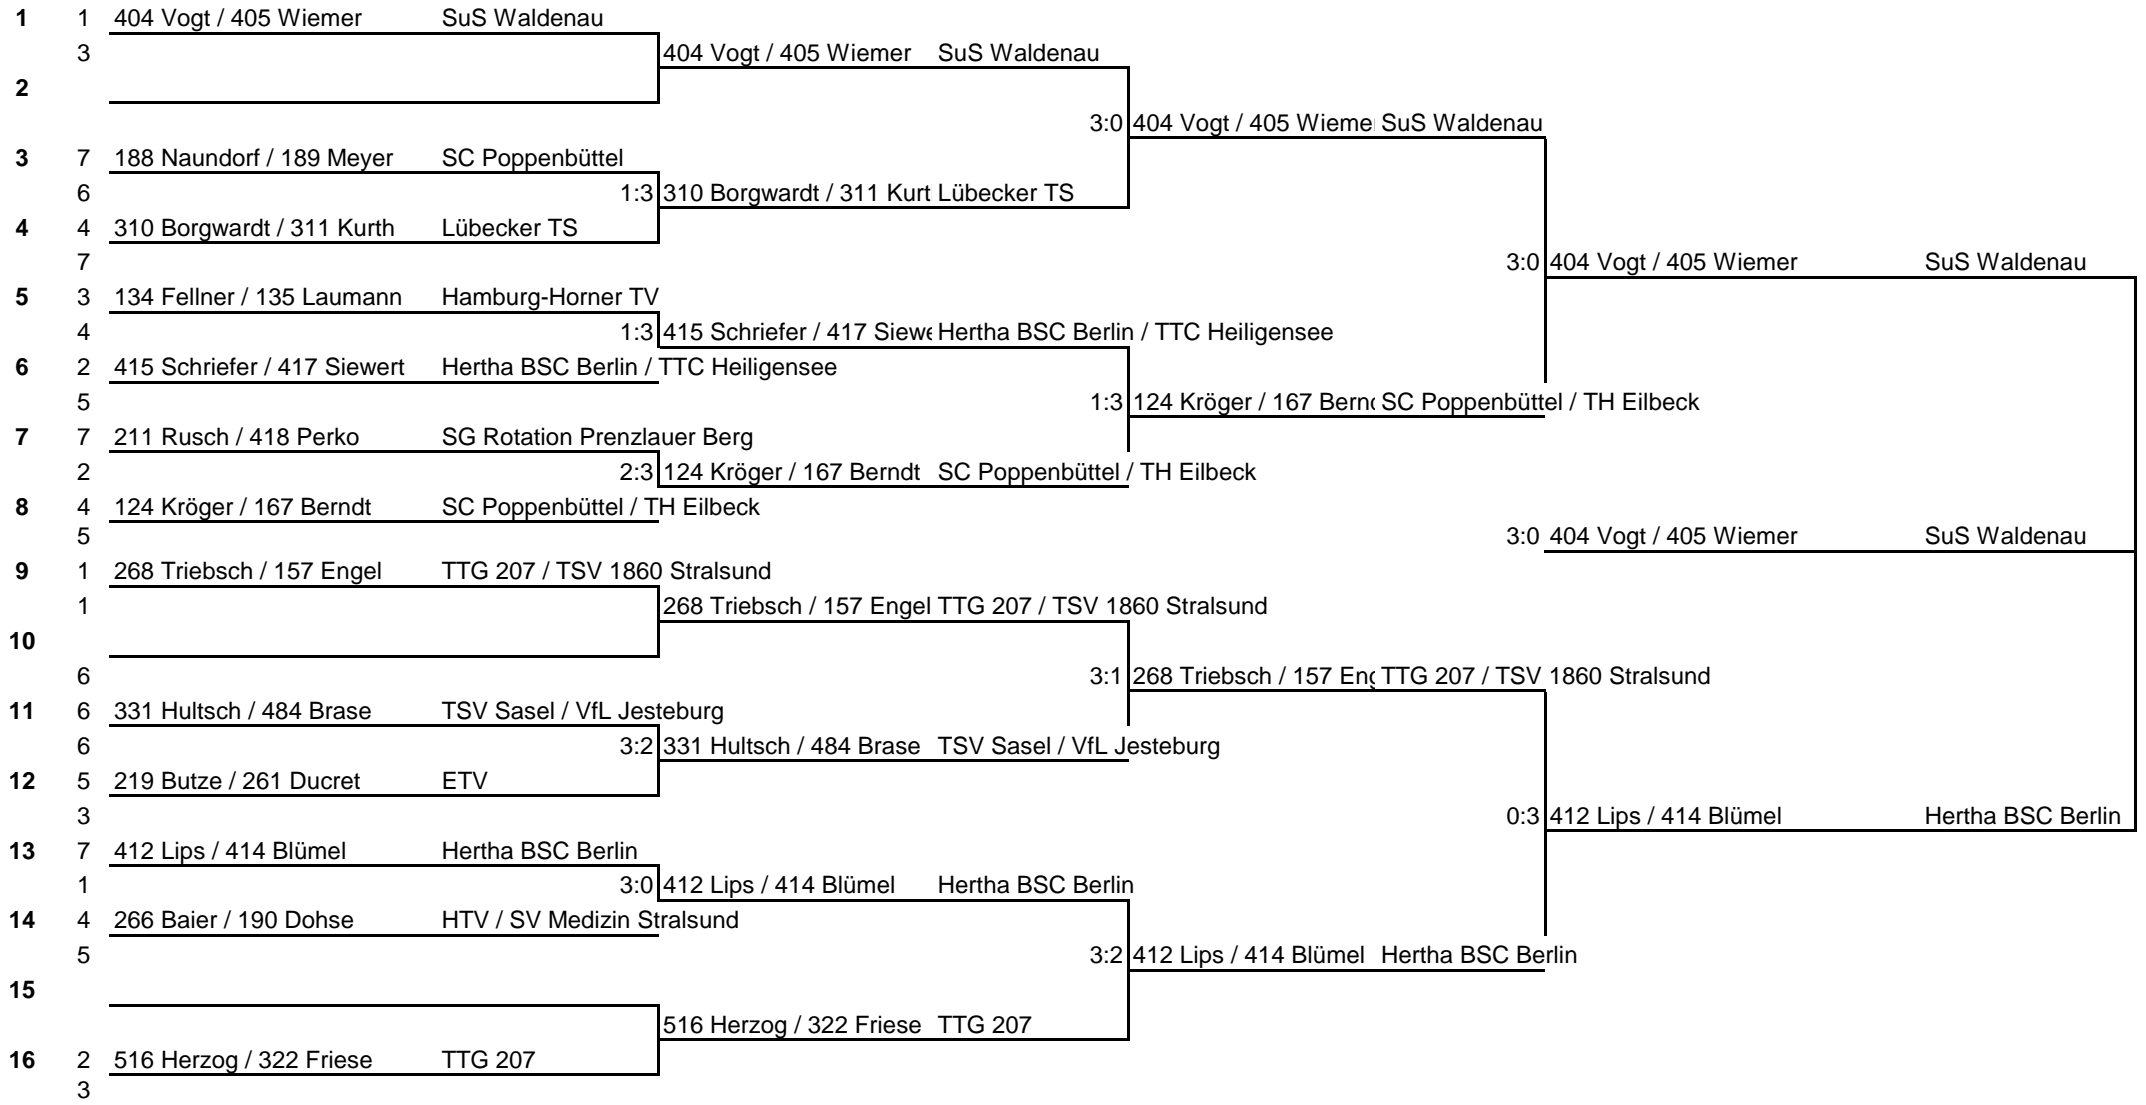 1 1 404 Vogt / 405 Wiemer SuS Waldenau
3 404 Vogt / 405 Wiemer SuS Waldenau
2
3:0 404 Vogt / 405 Wieme SuS Waldenau
3 7 188 Naundorf / 189 Meyer SC Poppenbüttel
6 1:3 310 Borgwardt / 311 Kurt Lübecker TS
4 4 310 Borgwardt / 311 Kurth Lübecker TS
7 3:0 404 Vogt / 405 Wiemer SuS Waldenau
5 3 134 Fellner / 135 Laumann Hamburg-Horner TV
4 1:3 415 Schriefer / 417 Siewe Hertha BSC Berlin / TTC Heiligensee
6 2 415 Schriefer / 417 Siewert Hertha BSC Berlin / TTC Heiligensee
5 1:3 124 Kröger / 167 Bern SC Poppenbüttel / TH Eilbeck
7 7 211 Rusch / 418 Perko SG Rotation Prenzlauer Berg
2 2:3 124 Kröger / 167 Berndt SC Poppenbüttel / TH Eilbeck
8 4 124 Kröger / 167 Berndt SC Poppenbüttel / TH Eilbeck
5 3:0 404 Vogt / 405 Wiemer SuS Waldenau
9 1 268 Triebsch / 157 Engel TTG 207 / TSV 1860 Stralsund
1 268 Triebsch / 157 Engel TTG 207 / TSV 1860 Stralsund
10
6 3:1 268 Triebsch / 157 Eng TTG 207 / TSV 1860 Stralsund
11 6 331 Hultsch / 484 Brase TSV Sasel / VfL Jesteburg
6 3:2 331 Hultsch / 484 Brase TSV Sasel / VfL Jesteburg
12 5 219 Butze / 261 Ducret ETV
3 0:3 412 Lips / 414 Blümel Hertha BSC Berlin
13 7 412 Lips / 414 Blümel Hertha BSC Berlin
1 3:0 412 Lips / 414 Blümel Hertha BSC Berlin
14 4 266 Baier / 190 Dohse HTV / SV Medizin Stralsund
5 3:2 412 Lips / 414 Blümel Hertha BSC Berlin
15
516 Herzog / 322 Friese TTG 207
16 2 516 Herzog / 322 Friese TTG 207
3